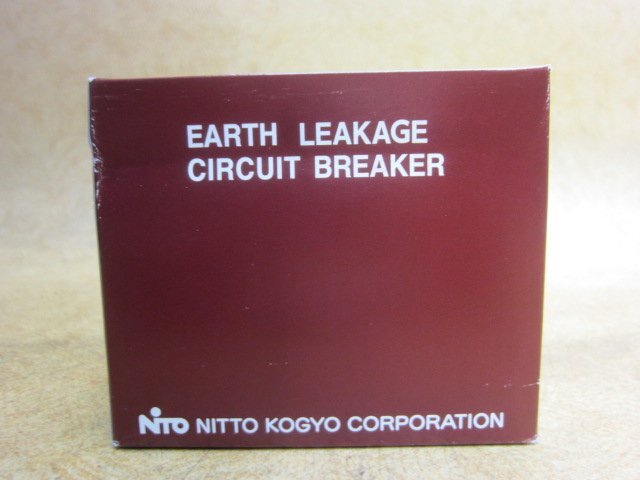 EARTH LEAKAGE
CIRCUIT BREAKER
NiTO NITTO KOGYO CORPORATION